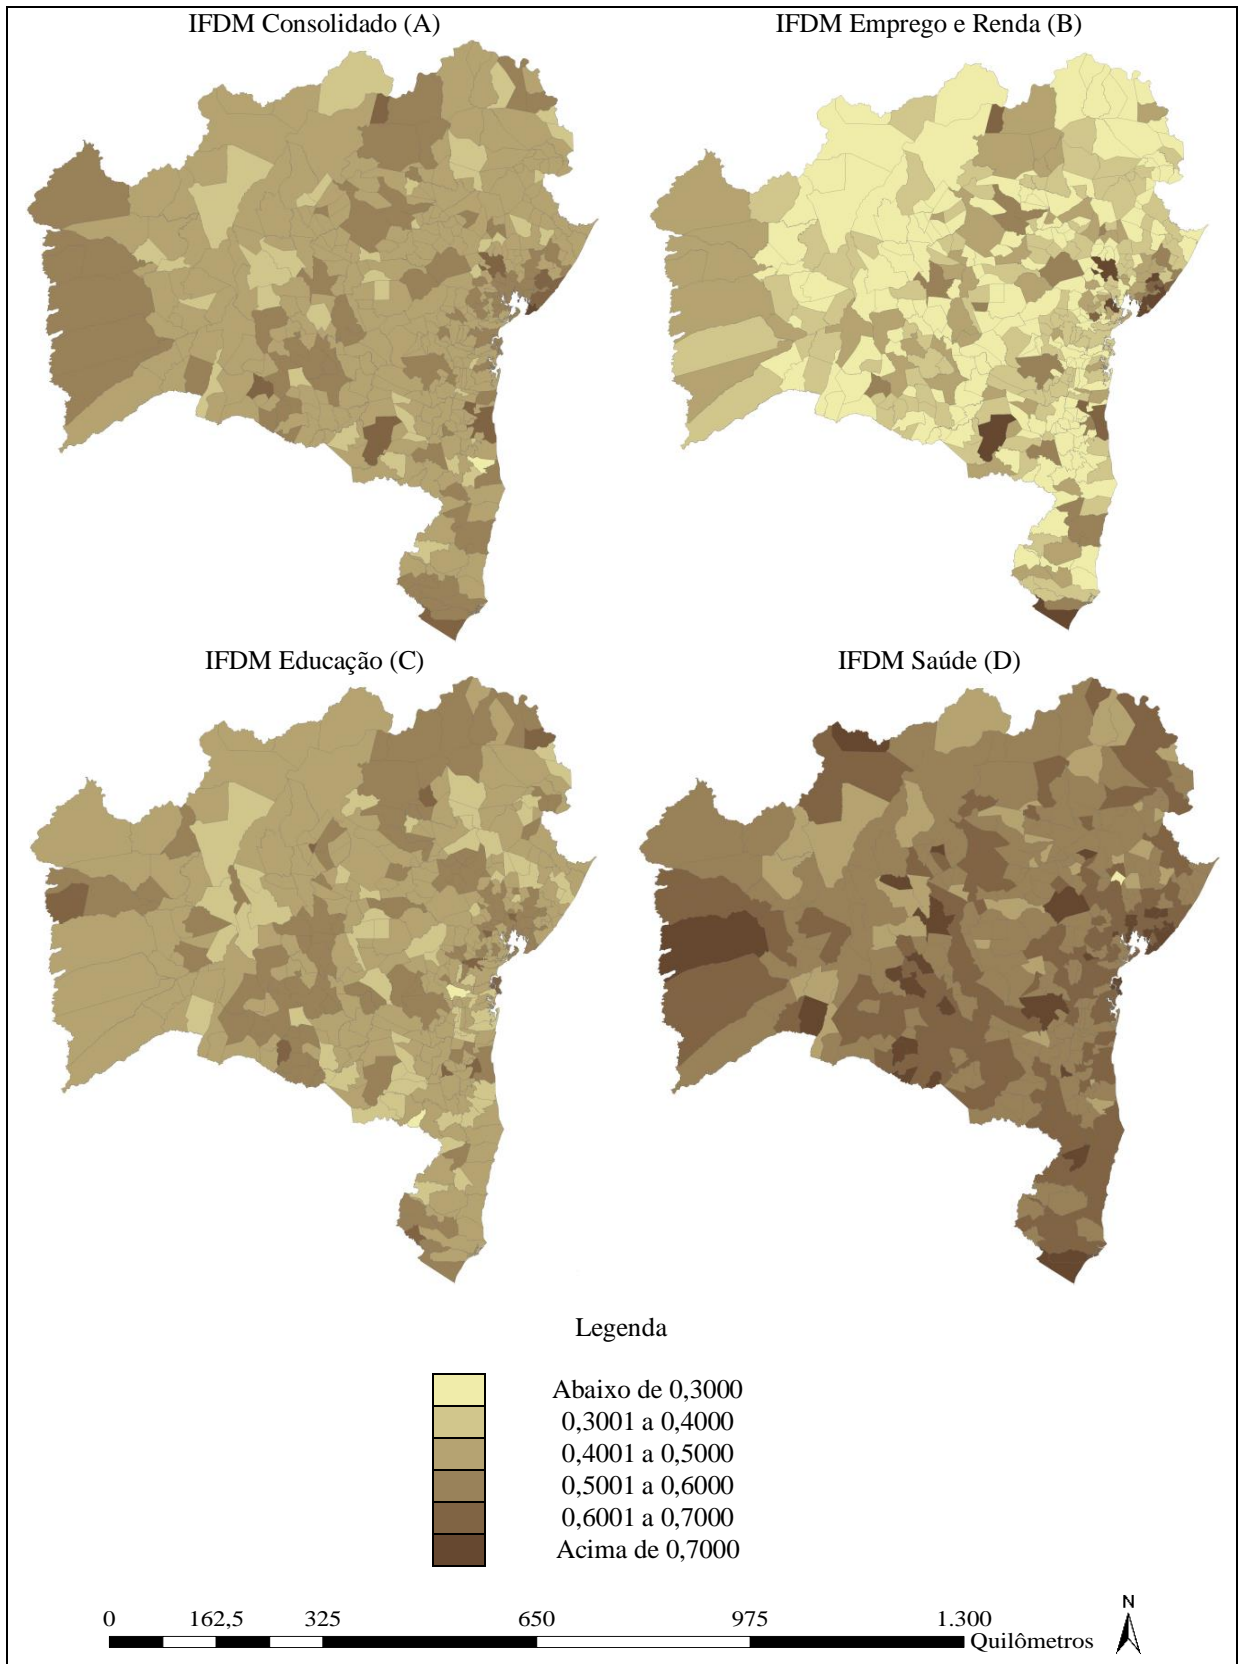 IFDM Consolidado (A)
IFDM Emprego e Renda (B)
IFDM Educação (C)
IFDM Saúde (D)
Legenda
Abaixo de 0,3000
0,3001 a 0,4000
0,4001 a 0,5000
0,5001 a 0,6000
0,6001 a 0,7000
Acima de 0,7000
N
0 162,5 325 650 975 1.300
Quilômetros